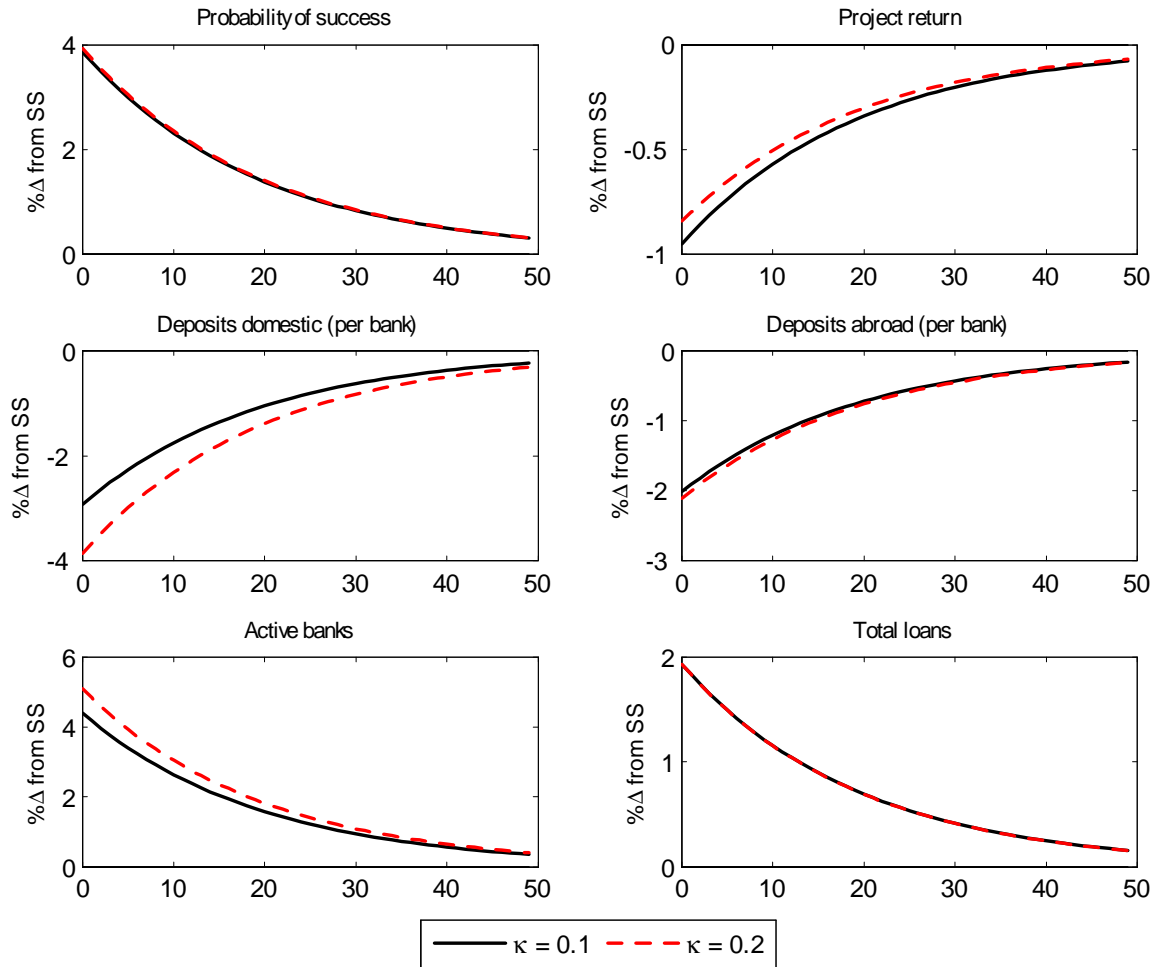 Probability of success
Project return
%Δ from SS
4
2
0
0 10 20 30 40 50
%Δ from SS
0
-0.5
-1
0 10 20 30 40 50
Deposits domestic (per bank)
Deposits abroad (per bank)
%Δ from SS
0
-2
-4
0 10 20 30 40 50
%Δ from SS
0
-1
-2
-3
0 10 20 30 40 50
Active banks
Total loans
%Δ from SS
6
4
2
0
0 10 20 30 40 50
%Δ from SS
2
1
0
0 10 20 30 40 50
κ = 0.1 κ = 0.2